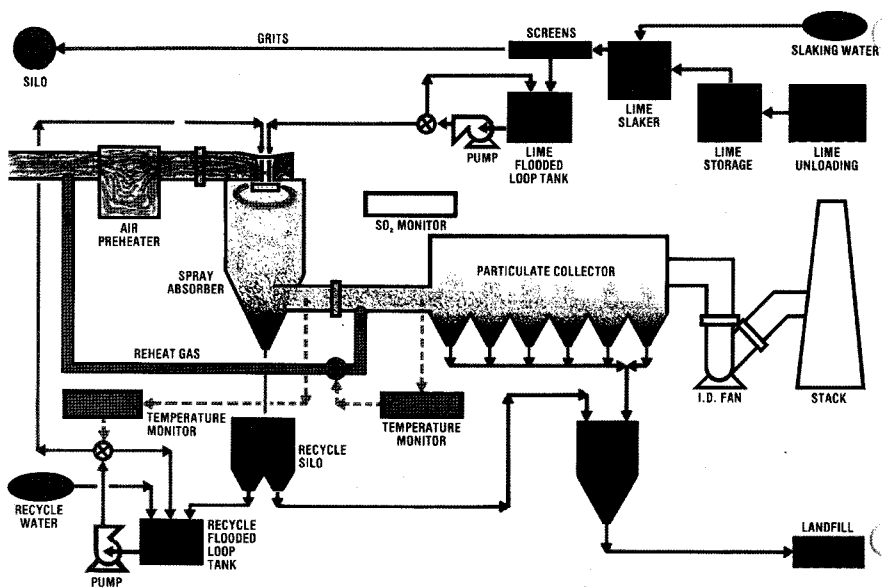 GRITS
SCREENS
SLAKING WATER
SILO
LIME
SLAKER
LIME
STORAGE
LIME
UNLOADING
PUMP
LIME
FLOODED
LOOP TANK
AIR
PREHEATER
SO₂ MONITOR
SPRAY
ABSORBER
PARTICULATE COLLECTOR
REHEAT GAS
I.D. FAN
STACK
TEMPERATURE
MONITOR
TEMPERATURE
MONITOR
RECYCLE
SILO
RECYCLE
WATER
RECYCLE
FLOODED
LOOP
TANK
PUMP
LANDFILL